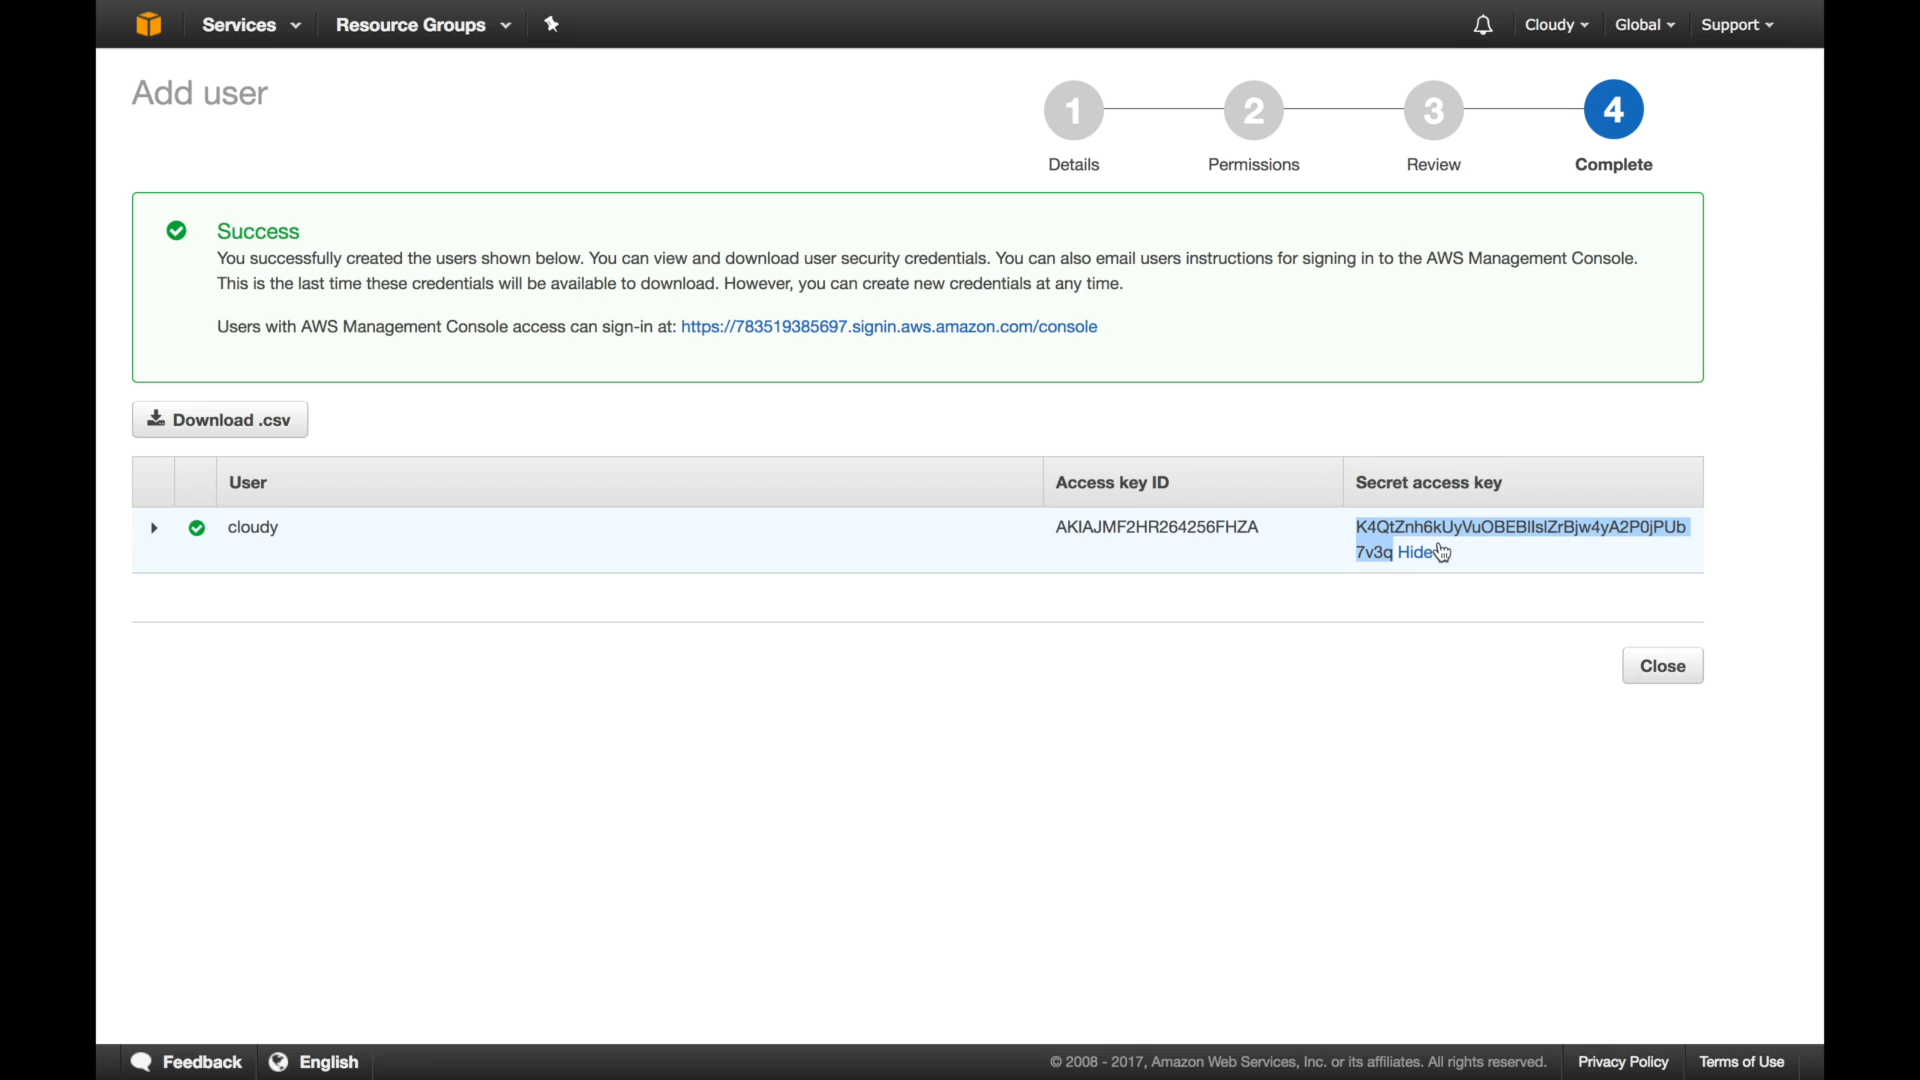 Services
Resource Groups
Cloudy
Global
Support
Add user
1
2
3
4
Details
Permissions
Review
Complete
Success
You successfully created the users shown below. You can view and download user security credentials. You can also email users instructions for signing in to the AWS Management Console.
This is the last time these credentials will be available to download. However, you can create new credentials at any time.
Users with AWS Management Console access can sign-in at: https://783519385697.signin.aws.amazon.com/console
Download .csv
User
Access key ID
Secret access key
cloudy
AKIAJMF2HR264256FHZA
Hide
Close
Feedback
English
© 2008 - 2017, Amazon Web Services, Inc. or its affiliates. All rights reserved.
Privacy Policy
Terms of Use